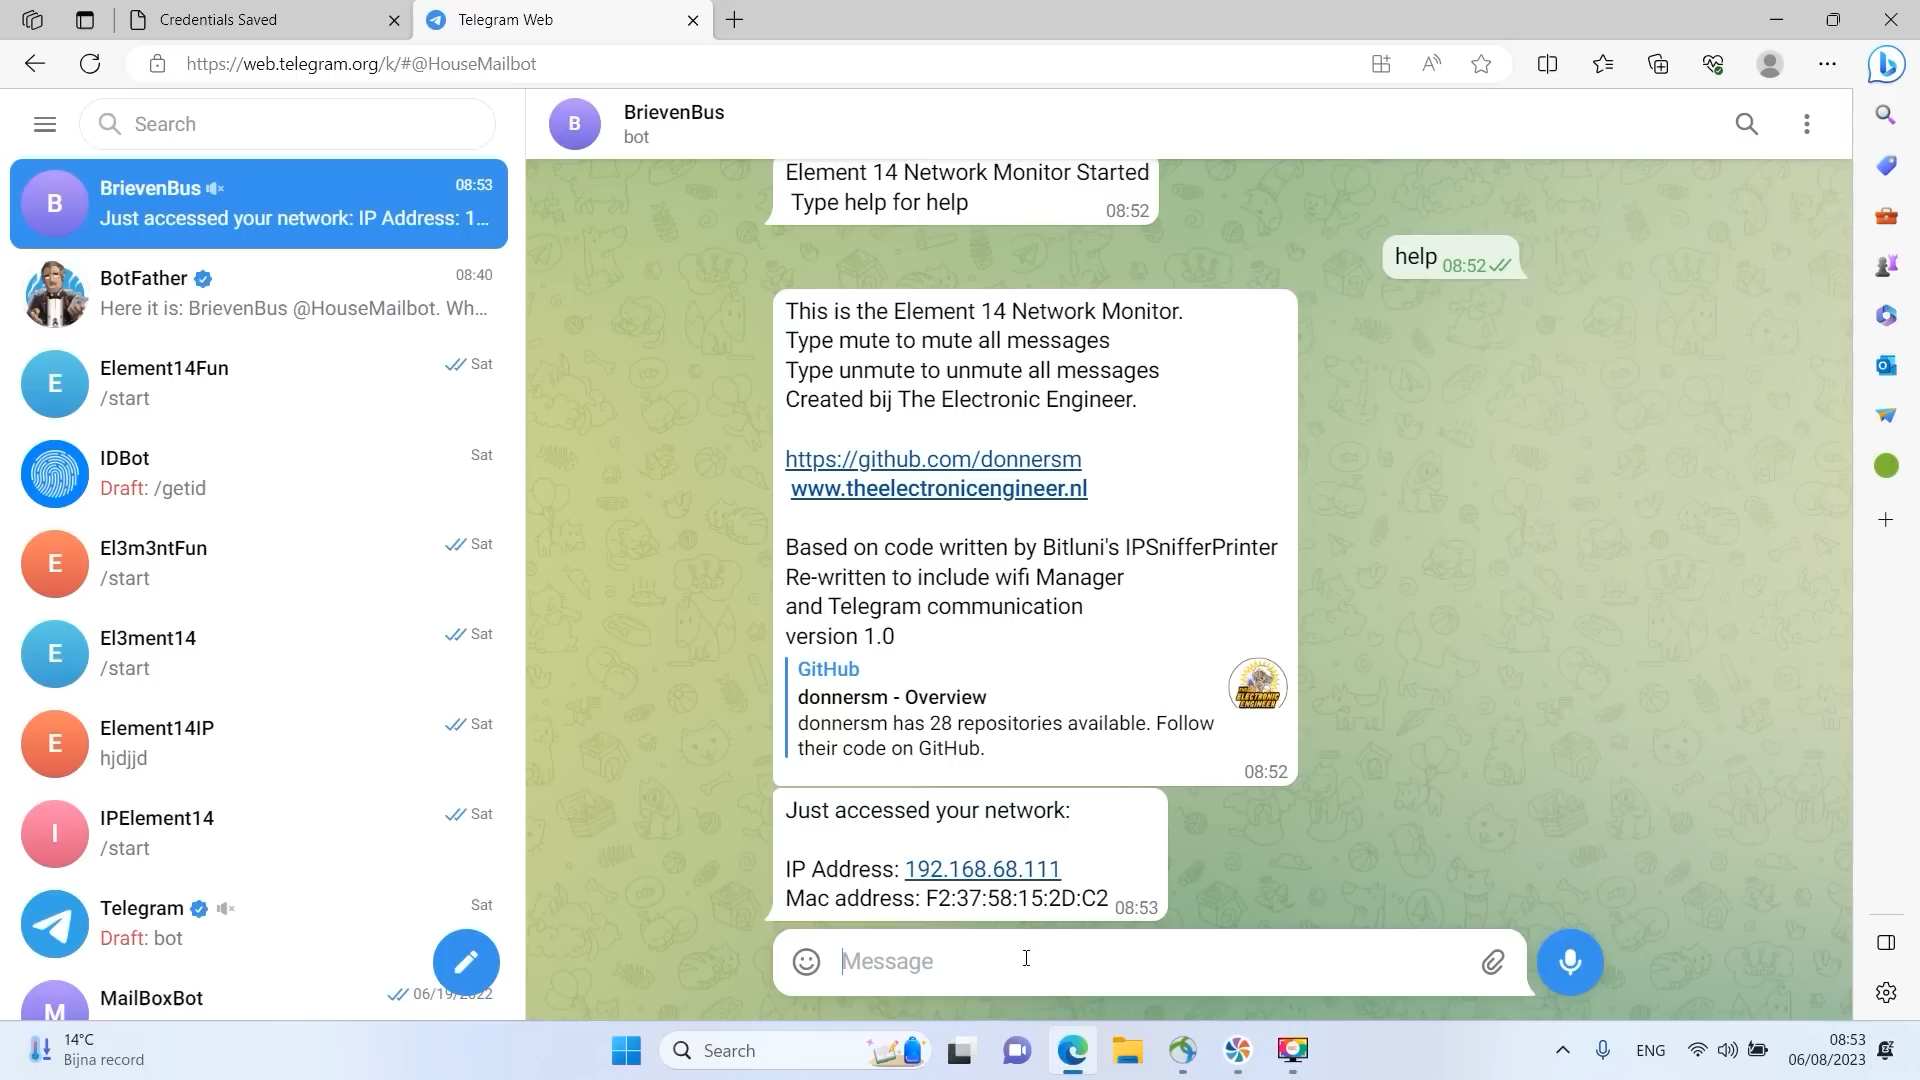 Credentials Saved
Telegram Web
https://web.telegram.org/k/#@HouseMailbot
Search
BrievenBus
08:53
Just accessed your network: IP Address: 1...
BotFather
08:40
Here it is: BrievenBus @HouseMailbot. Wh...
Element14Fun
Sat
/start
IDBot
Sat
Draft: /getid
El3m3ntFun
Sat
/start
El3ment14
Sat
/start
Element14IP
Sat
hjdjjd
IPElement14
Sat
/start
Telegram
Sat
Draft: bot
MailBoxBot
06/19/2022
B
B
E
E
E
E
I
M
B
BrievenBus
bot
Element 14 Network Monitor Started
Type help for help
08:52
help 08:52
This is the Element 14 Network Monitor.
Type mute to mute all messages
Type unmute to unmute all messages
Created bij The Electronic Engineer.
https://github.com/donnersm
www.theelectronicengineer.nl
Based on code written by Bitluni's IPSnifferPrinter
Re-written to include wifi Manager
and Telegram communication
version 1.0
GitHub
donnersm - Overview
donnersm has 28 repositories available. Follow
their code on GitHub.
THE ELECTRONIC ENGINEER
08:52
Just accessed your network:
IP Address: 192.168.68.111
Mac address: F2:37:58:15:2D:C2
08:53
Message
14°C
Bijna record
Search
ENG
08:53
06/08/2023